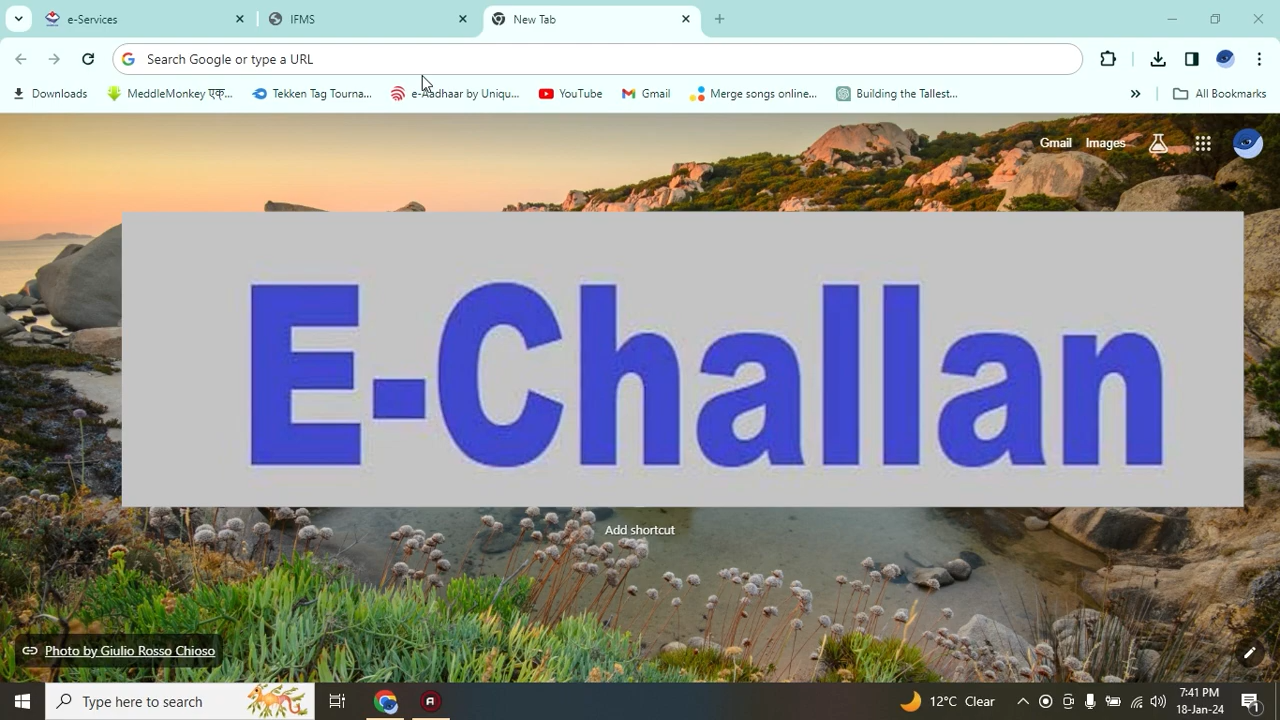 e-Services
IFMS
New Tab
Search Google or type a URL
Downloads
MeddleMonkey एक्...
Tekken Tag Tourna...
e-Aadhaar by Uniqu...
YouTube
Gmail
Merge songs online...
Building the Tallest...
All Bookmarks
Gmail Images
E-Challan
Add shortcut
Photo by Giulio Rosso Chioso
Type here to search
12°C Clear
7:41 PM
18-Jan-24
1